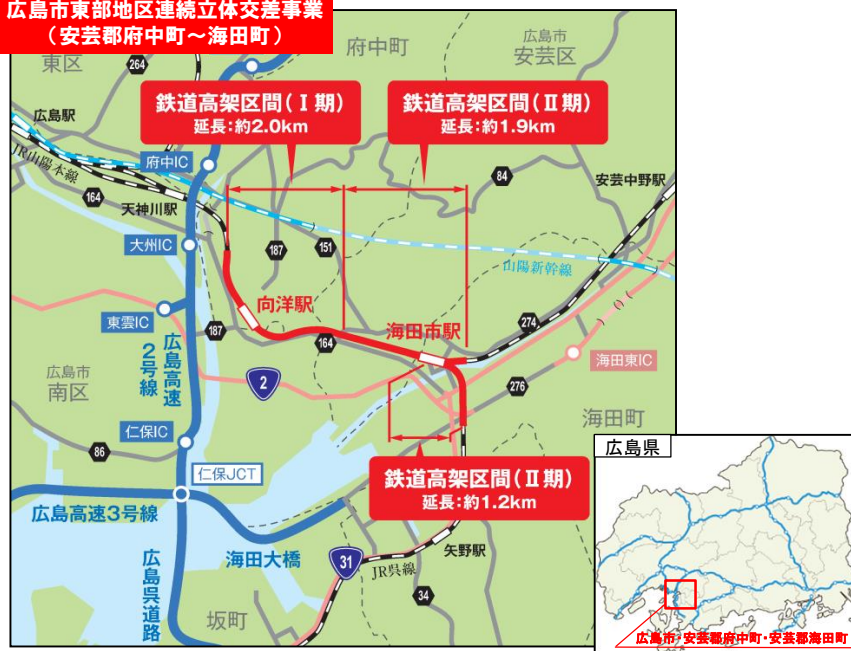 広島市東部地区連続立体交差事業
(安芸郡府中町～海田町)
東区
264
府中町
広島市
安芸区
鉄道高架区間(Ⅰ期)
延長:約2.0km
鉄道高架区間(Ⅱ期)
延長:約1.9km
広島駅
JR山陽本線
府中IC
164
天神川駅
84
安芸中野駅
大州IC
187
151
山陽新幹線
向洋駅
東雲IC
187
164
海田市駅
274
海田東IC
広島高速
2号線
広島市
南区
2
276
海田町
仁保IC
86
仁保JCT
鉄道高架区間(Ⅱ期)
延長:約1.2km
広島高速3号線
海田大橋
31
JR呉線
矢野駅
34
広島呉道路
坂町
広島県
広島市・安芸郡府中町・安芸郡海田町